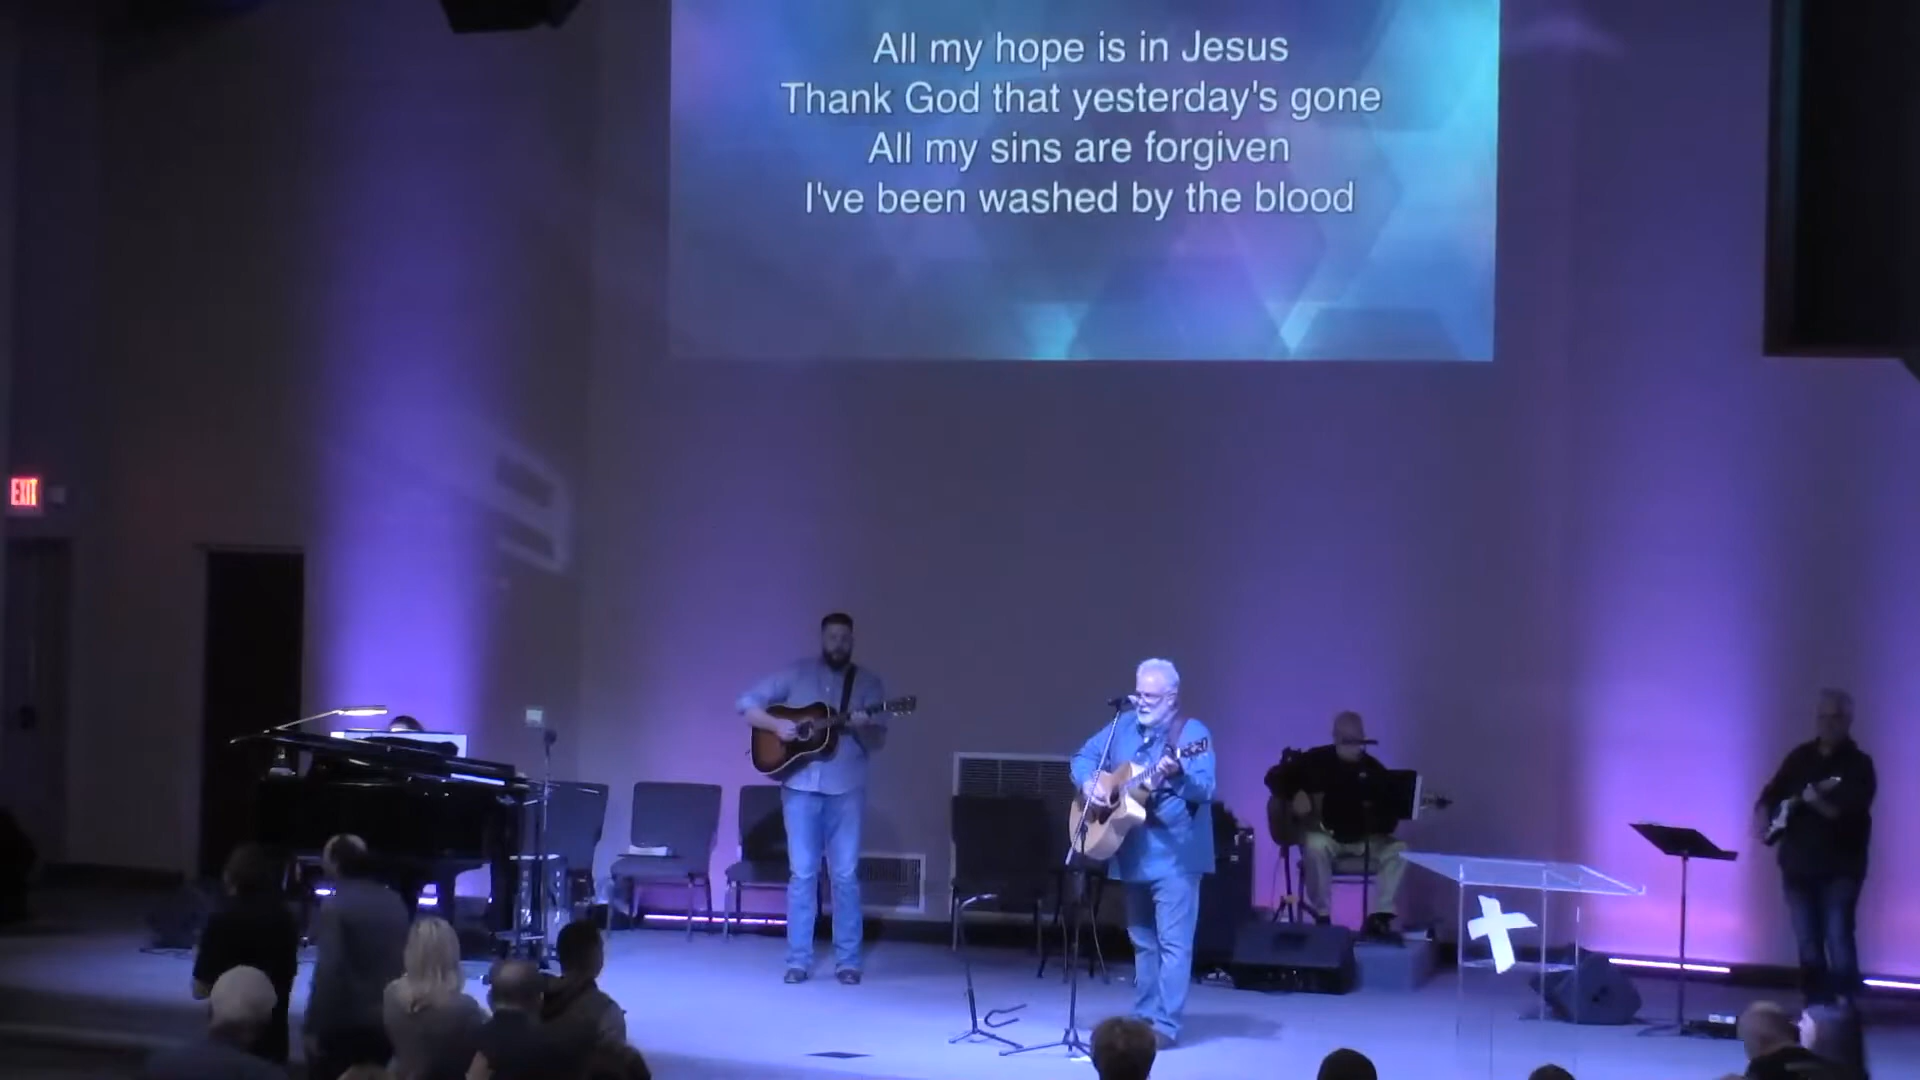 All my hope is in Jesus
Thank God that yesterday's gone
All my sins are forgiven
I've been washed by the blood
EXIT